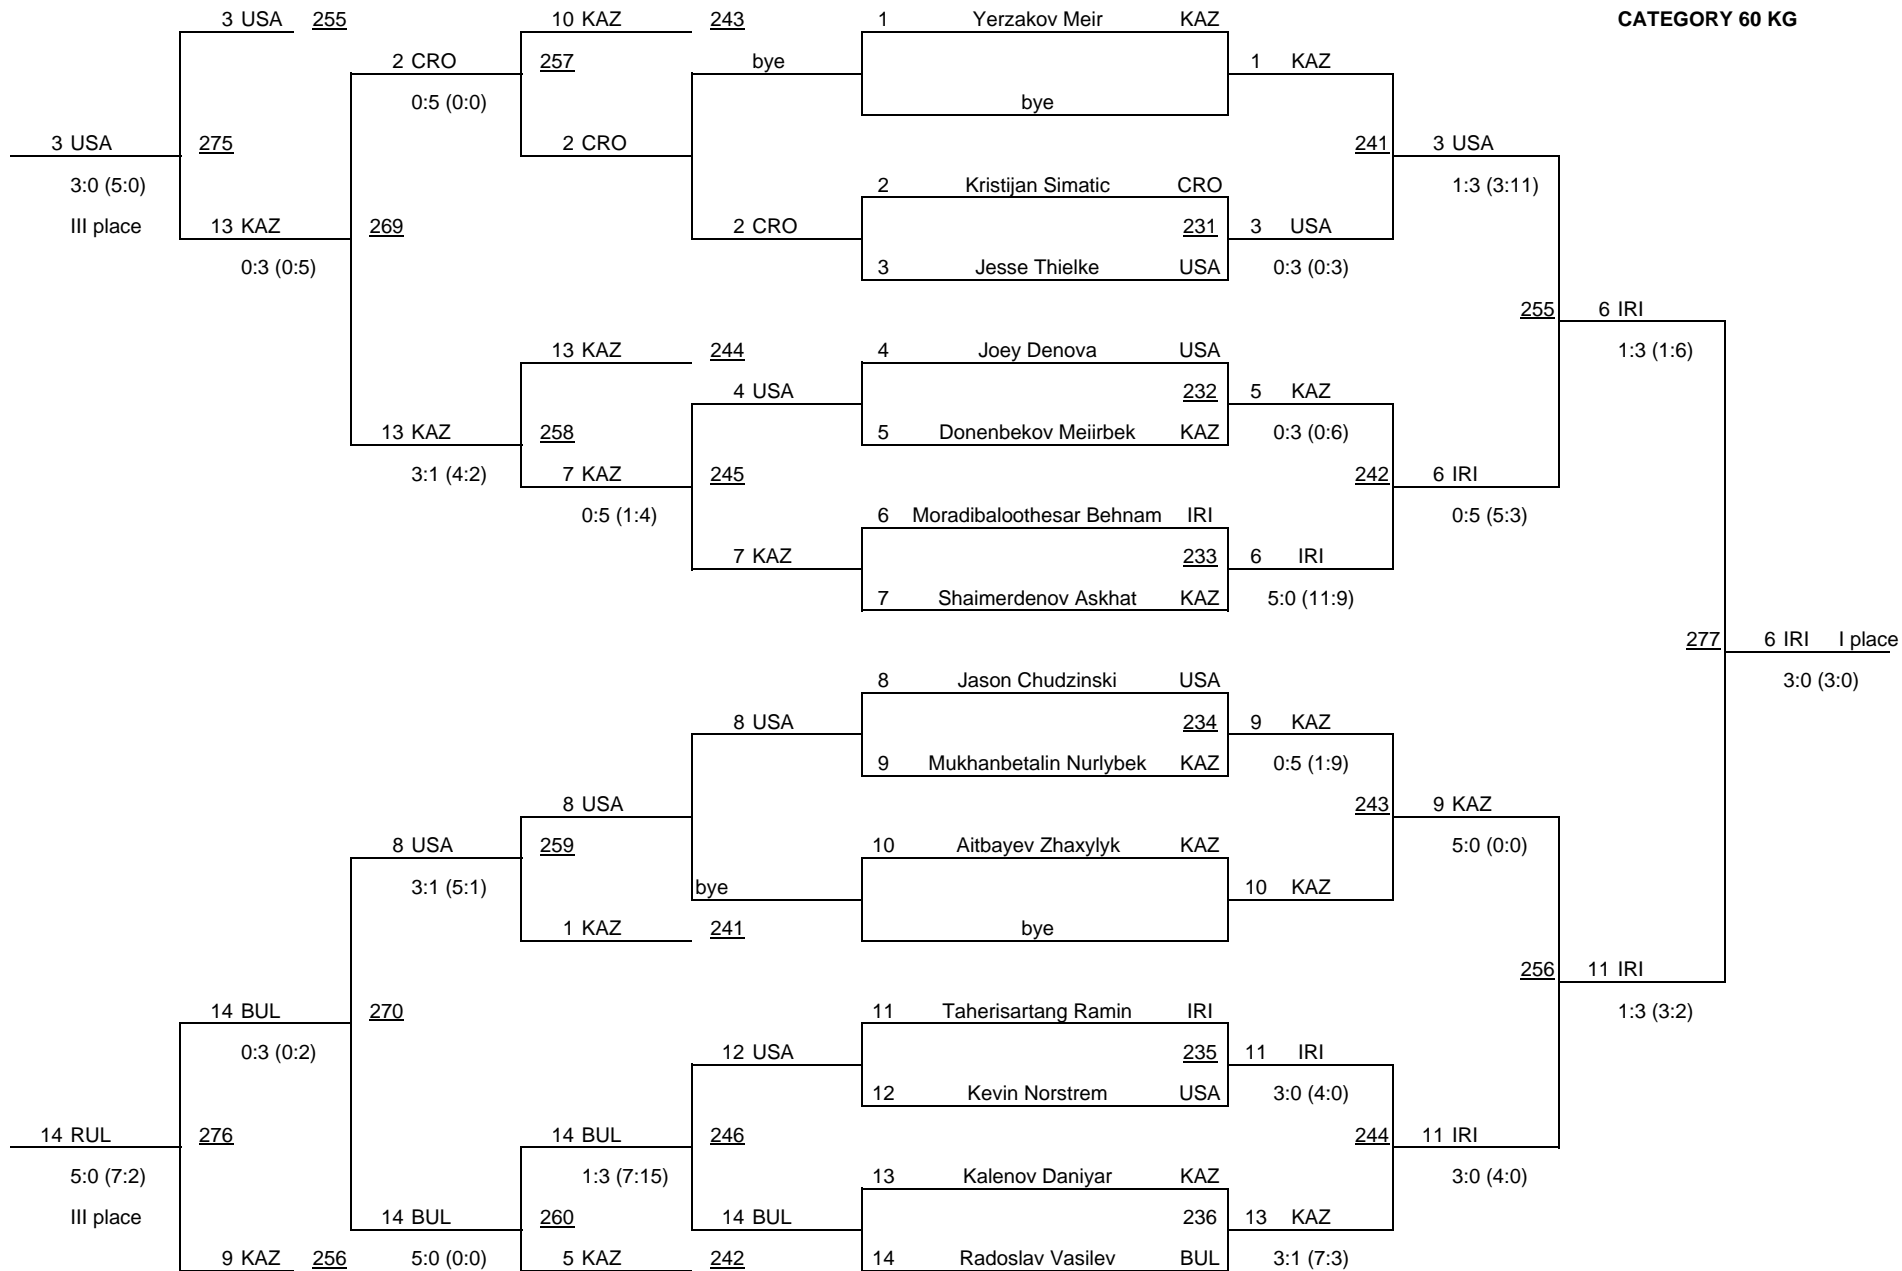 3 USA 255 10 KAZ 243 1 Yerzakov Meir KAZ CATEGORY 60 KG
2 CRO 257 bye 1 KAZ
0:5 (0:0) bye
3 USA 275 2 CRO 241 3 USA
3:0 (5:0) 2 Kristijan Simatic CRO 1:3 (3:11)
III place 13 KAZ 269 2 CRO 231 3 USA
0:3 (0:5) 3 Jesse Thielke USA 0:3 (0:3)
255 6 IRI
13 KAZ 244 4 Joey Denova USA 1:3 (1:6)
4 USA 232 5 KAZ
13 KAZ 258 5 Donenbekov Meiirbek KAZ 0:3 (0:6)
3:1 (4:2) 7 KAZ 245 242 6 IRI
0:5 (1:4) 6 Moradibaloothesar Behnam IRI 0:5 (5:3)
7 KAZ 233 6 IRI
7 Shaimerdenov Askhat KAZ 5:0 (11:9)
277 6 IRI I place
8 Jason Chudzinski USA 3:0 (3:0)
8 USA 234 9 KAZ
9 Mukhanbetalin Nurlybek KAZ 0:5 (1:9)
8 USA 243 9 KAZ
8 USA 259 10 Aitbayev Zhaxylyk KAZ 5:0 (0:0)
3:1 (5:1) bye 10 KAZ
1 KAZ 241 bye
256 11 IRI
14 BUL 270 11 Taherisartang Ramin IRI 1:3 (3:2)
0:3 (0:2) 12 USA 235 11 IRI
12 Kevin Norstrem USA 3:0 (4:0)
14 RUL 276 14 BUL 246 244 11 IRI
5:0 (7:2) 1:3 (7:15) 13 Kalenov Daniyar KAZ 3:0 (4:0)
III place 14 BUL 260 14 BUL 236 13 KAZ
9 KAZ 256 5:0 (0:0) 5 KAZ 242 14 Radoslav Vasilev BUL 3:1 (7:3)